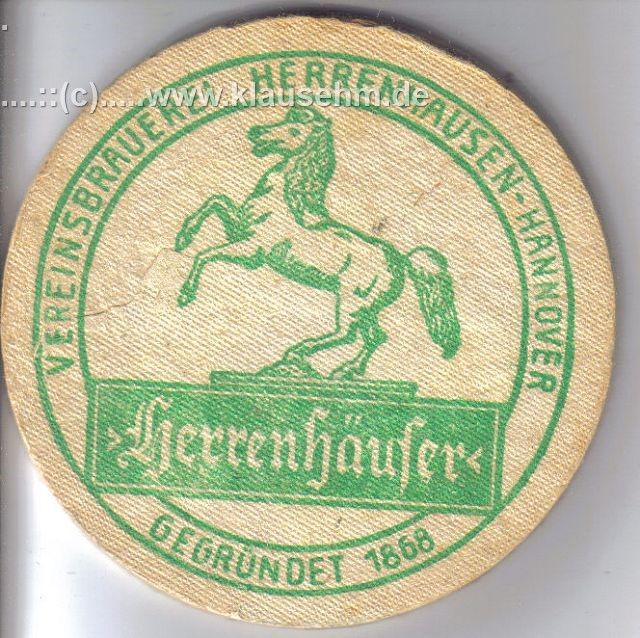 .....::(c).....www.klausehm.de
VEREINSBRAUEREI HERRENHAUSEN-HANNOVER
»Herrenhäuser«
GEGRÜNDET 1868